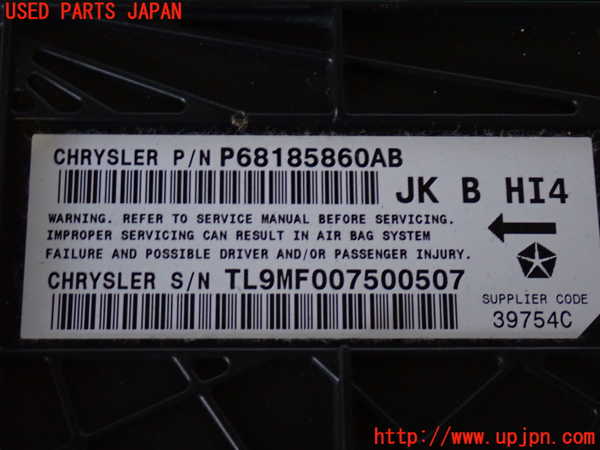 USED PARTS JAPAN
CHRYSLER P/N P68185860AB
JK B HI4
WARNING. REFER TO SERVICE MANUAL BEFORE SERVICING.
IMPROPER SERVICING CAN RESULT IN AIR BAG SYSTEM
FAILURE AND POSSIBLE DRIVER AND/OR PASSENGER INJURY.
CHRYSLER S/N TL9MF007500507
SUPPLIER CODE
39754C
http://www.upjpn.com/